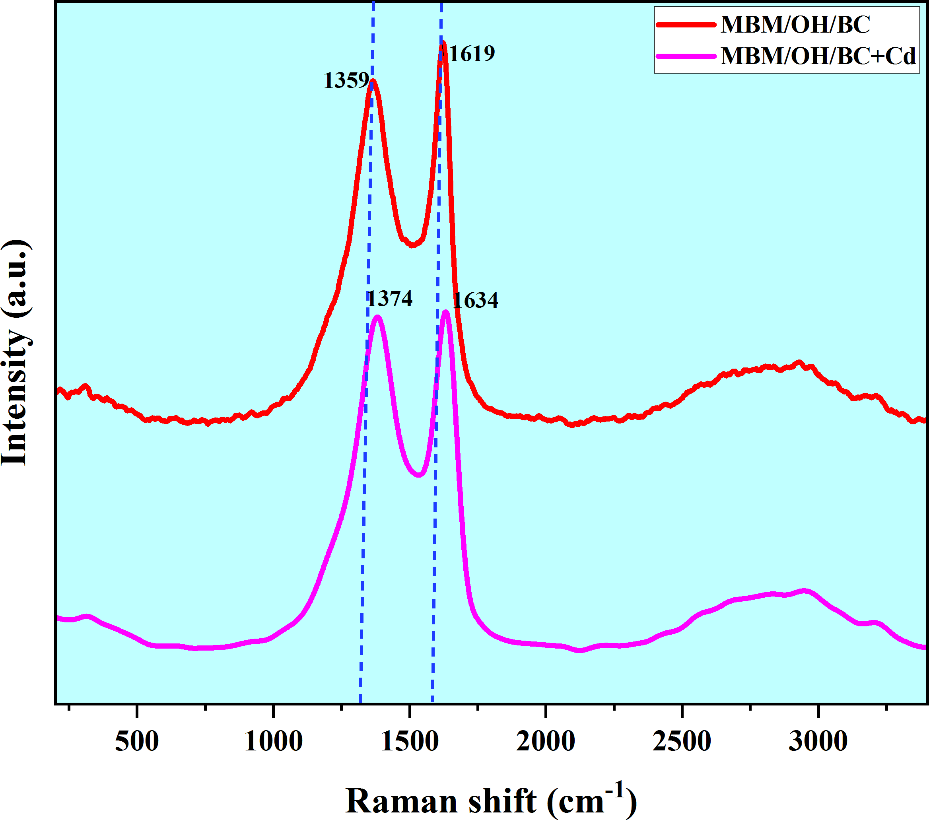 MBM/OH/BC
MBM/OH/BC+Cd
1619
1359
1374
1634
Intensity (a.u.)
500 1000 1500 2000 2500 3000
Raman shift (cm⁻¹)